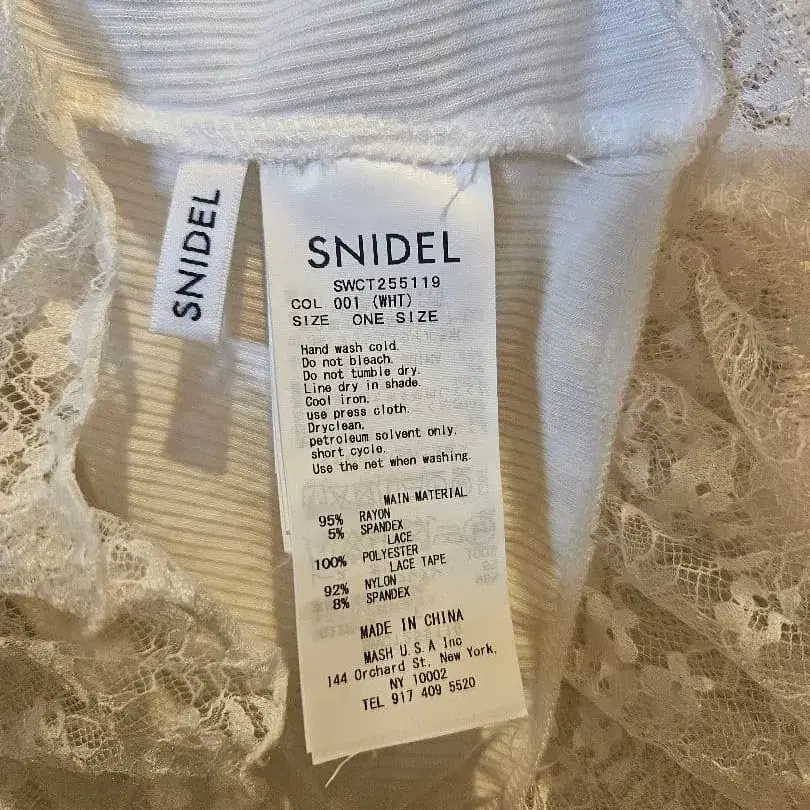 SNIDEL
SNIDEL
SWCT255119
COL 001 (WHT)
SIZE ONE SIZE
Hand wash cold.
Do not bleach.
Do not tumble dry.
Line dry in shade.
Cool iron.
use press cloth.
Dryclean,
petroleum solvent only.
short cycle.
Use the net when washing.
MAIN MATERIAL
95% RAYON
5% SPANDEX
LACE
100% POLYESTER
LACE TAPE
92% NYLON
8% SPANDEX
MADE IN CHINA
MASH U.S.A Inc
144 Orchard St, New York,
NY 10002
TEL 917 409 5520